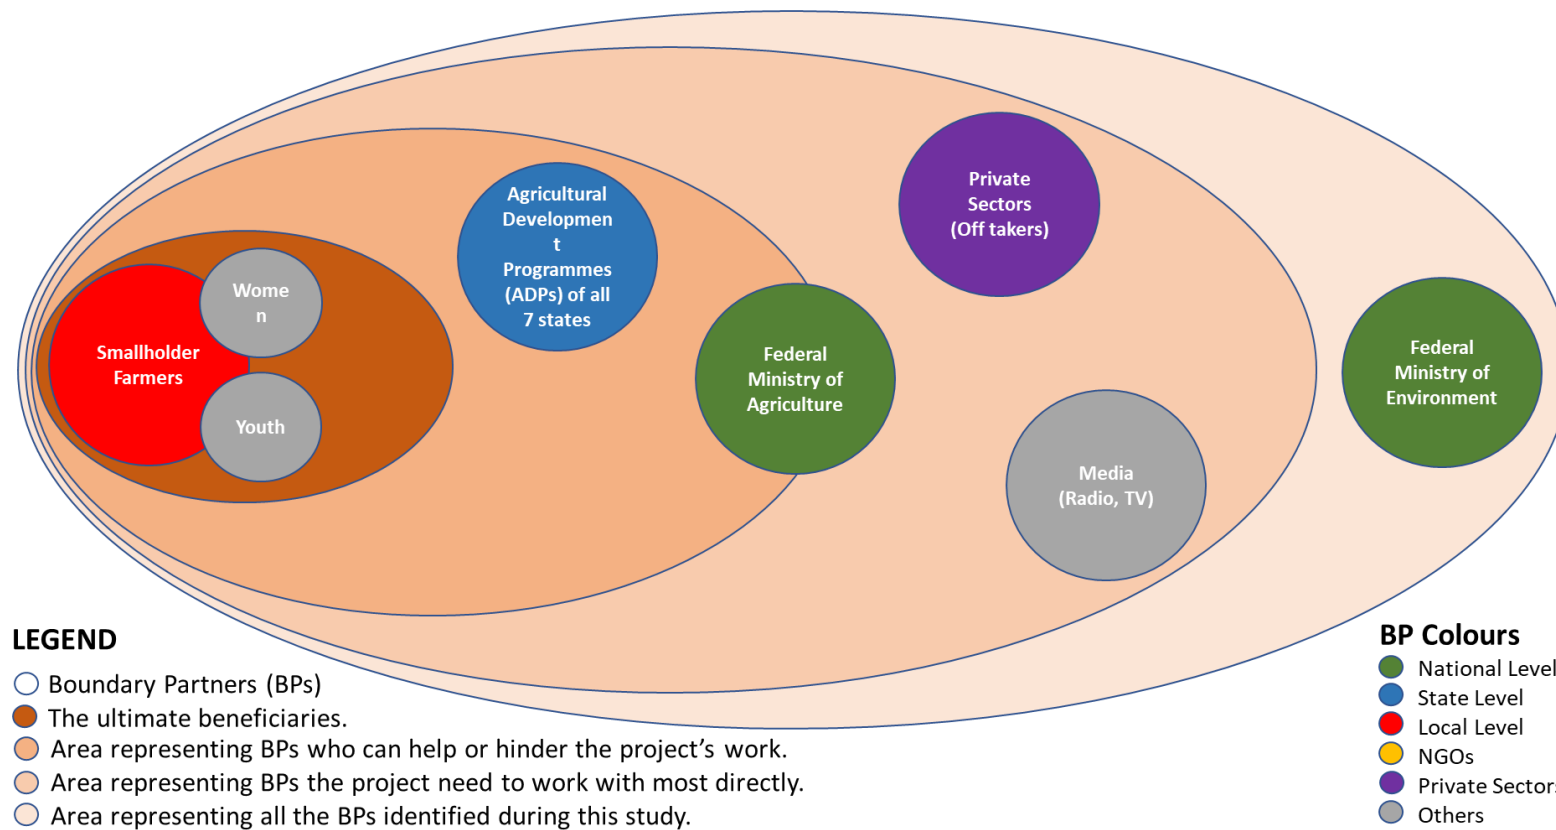 Agricultural
Developmen
t
Programmes
(ADPs) of all
7 states
Private
Sectors
(Off takers)
Wome
n
Smallholder
Farmers
Youth
Federal
Ministry of
Agriculture
Federal
Ministry of
Environment
Media
(Radio, TV)
LEGEND
Boundary Partners (BPs)
The ultimate beneficiaries.
Area representing BPs who can help or hinder the project’s work.
Area representing BPs the project need to work with most directly.
Area representing all the BPs identified during this study.
BP Colours
National Level
State Level
Local Level
NGOs
Private Sectors
Others